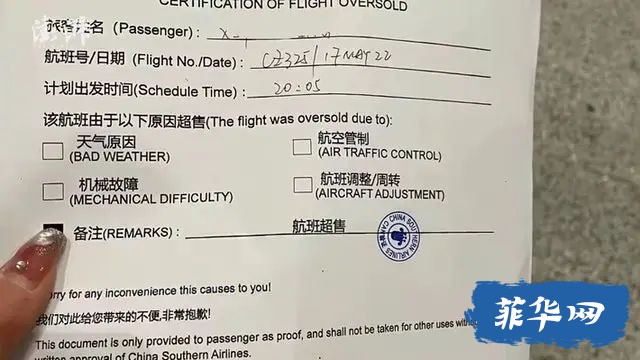 CERTIFICATION OF FLIGHT OVERSOLD
旅客姓名 (Passenger):
航班号/日期 (Flight No./Date): CZ325/17MAY22
计划出发时间(Schedule Time): 20:05
该航班由于以下原因超售(The flight was oversold due to):
天气原因
(BAD WEATHER)
航空管制
(AIR TRAFFIC CONTROL)
机械故障
(MECHANICAL DIFFICULTY)
航班调整/周转
(AIRCRAFT ADJUSTMENT)
备注(REMARKS): 航班超售
CHINA SOUTHERN AIRLINES
Sorry for any inconvenience this causes to you!
我们对此给您带来的不便,非常抱歉!
This document is only provided to passenger as proof, and shall not be taken for other uses without
written approval of China Southern Airlines.
澎湃
菲华网